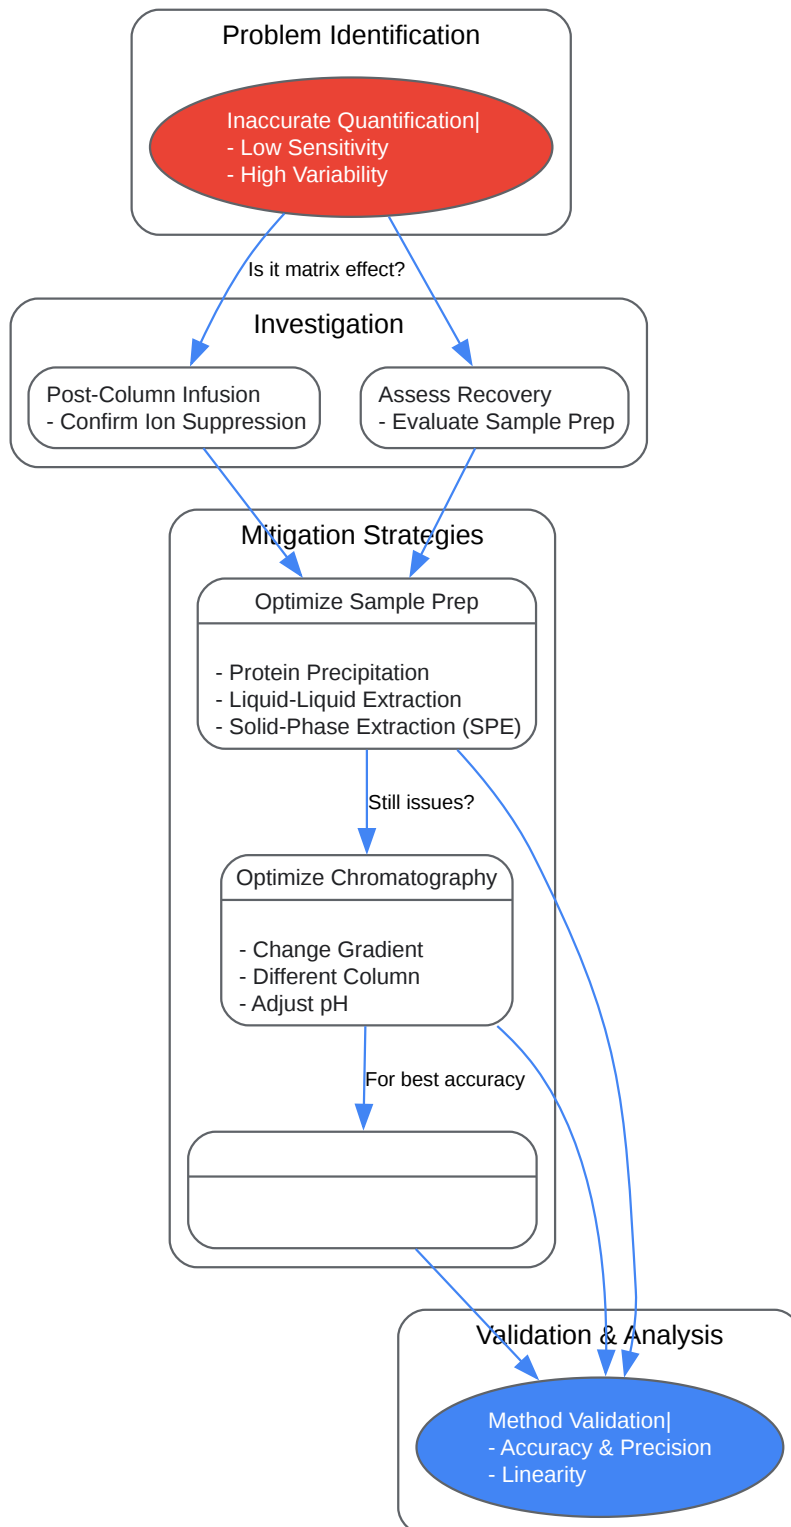 Problem Identification
Inaccurate Quantification|
- Low Sensitivity
- High Variability
Is it matrix effect?
Investigation
Post-Column Infusion
- Confirm Ion Suppression
Assess Recovery
- Evaluate Sample Prep
Mitigation Strategies
Optimize Sample Prep
- Protein Precipitation
- Liquid-Liquid Extraction
- Solid-Phase Extraction (SPE)
Still issues?
Optimize Chromatography
- Change Gradient
- Different Column
- Adjust pH
For best accuracy
Validation & Analysis
Method Validation|
- Accuracy & Precision
- Linearity